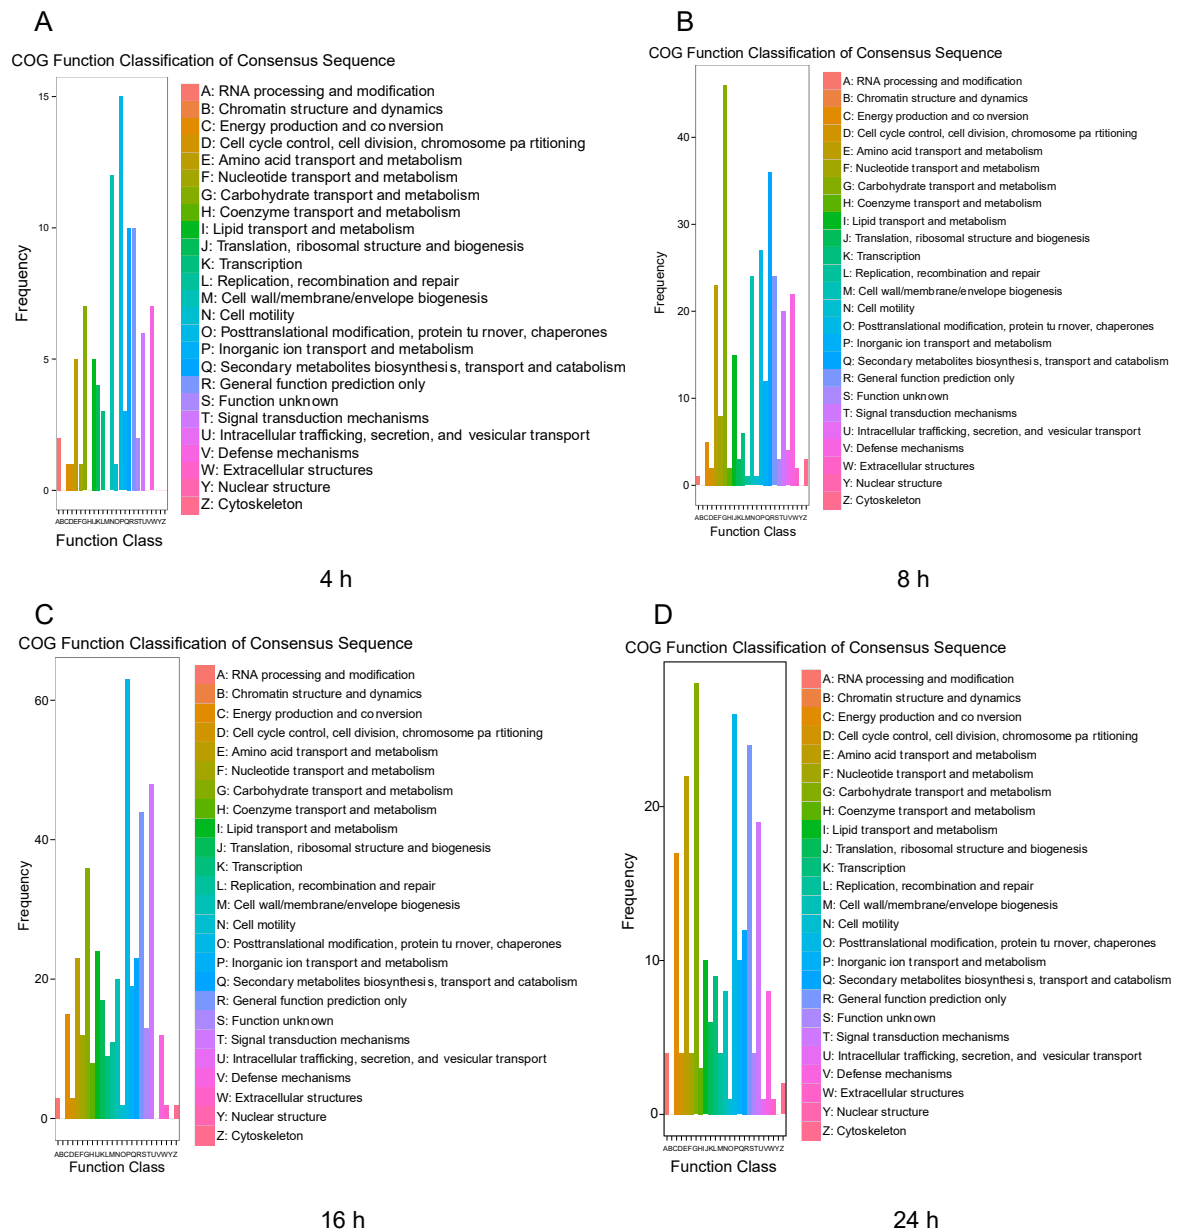 A
COG Function Classification of Consensus Sequence
15
10
5
0
Frequency
ABCDEFGHIJKLMNOPQRSTUVWYZ
Function Class
A: RNA processing and modification
B: Chromatin structure and dynamics
C: Energy production and co nversion
D: Cell cycle control, cell division, chromosome pa rtitioning
E: Amino acid transport and metabolism
F: Nucleotide transport and metabolism
G: Carbohydrate transport and metabolism
H: Coenzyme transport and metabolism
I: Lipid transport and metabolism
J: Translation, ribosomal structure and biogenesis
K: Transcription
L: Replication, recombination and repair
M: Cell wall/membrane/envelope biogenesis
N: Cell motility
O: Posttranslational modification, protein tu rnover, chaperones
P: Inorganic ion transport and metabolism
Q: Secondary metabolites biosynthesis, transport and catabolism
R: General function prediction only
S: Function unknown
T: Signal transduction mechanisms
U: Intracellular trafficking, secretion, and vesicular transport
V: Defense mechanisms
W: Extracellular structures
Y: Nuclear structure
Z: Cytoskeleton
4 h
B
COG Function Classification of Consensus Sequence
40
30
20
10
0
Frequency
ABCDEFGHIJKLMNOPQRSTUVWYZ
Function Class
A: RNA processing and modification
B: Chromatin structure and dynamics
C: Energy production and co nversion
D: Cell cycle control, cell division, chromosome pa rtitioning
E: Amino acid transport and metabolism
F: Nucleotide transport and metabolism
G: Carbohydrate transport and metabolism
H: Coenzyme transport and metabolism
I: Lipid transport and metabolism
J: Translation, ribosomal structure and biogenesis
K: Transcription
L: Replication, recombination and repair
M: Cell wall/membrane/envelope biogenesis
N: Cell motility
O: Posttranslational modification, protein tu rnover, chaperones
P: Inorganic ion transport and metabolism
Q: Secondary metabolites biosynthesis, transport and catabolism
R: General function prediction only
S: Function unknown
T: Signal transduction mechanisms
U: Intracellular trafficking, secretion, and vesicular transport
V: Defense mechanisms
W: Extracellular structures
Y: Nuclear structure
Z: Cytoskeleton
8 h
C
COG Function Classification of Consensus Sequence
60
40
20
0
Frequency
ABCDEFGHIJKLMNOPQRSTUVWYZ
Function Class
A: RNA processing and modification
B: Chromatin structure and dynamics
C: Energy production and co nversion
D: Cell cycle control, cell division, chromosome pa rtitioning
E: Amino acid transport and metabolism
F: Nucleotide transport and metabolism
G: Carbohydrate transport and metabolism
H: Coenzyme transport and metabolism
I: Lipid transport and metabolism
J: Translation, ribosomal structure and biogenesis
K: Transcription
L: Replication, recombination and repair
M: Cell wall/membrane/envelope biogenesis
N: Cell motility
O: Posttranslational modification, protein tu rnover, chaperones
P: Inorganic ion transport and metabolism
Q: Secondary metabolites biosynthesis, transport and catabolism
R: General function prediction only
S: Function unknown
T: Signal transduction mechanisms
U: Intracellular trafficking, secretion, and vesicular transport
V: Defense mechanisms
W: Extracellular structures
Y: Nuclear structure
Z: Cytoskeleton
16 h
D
COG Function Classification of Consensus Sequence
20
10
0
Frequency
ABCDEFGHIJKLMNOPQRSTUVWYZ
Function Class
A: RNA processing and modification
B: Chromatin structure and dynamics
C: Energy production and co nversion
D: Cell cycle control, cell division, chromosome pa rtitioning
E: Amino acid transport and metabolism
F: Nucleotide transport and metabolism
G: Carbohydrate transport and metabolism
H: Coenzyme transport and metabolism
I: Lipid transport and metabolism
J: Translation, ribosomal structure and biogenesis
K: Transcription
L: Replication, recombination and repair
M: Cell wall/membrane/envelope biogenesis
N: Cell motility
O: Posttranslational modification, protein tu rnover, chaperones
P: Inorganic ion transport and metabolism
Q: Secondary metabolites biosynthesis, transport and catabolism
R: General function prediction only
S: Function unknown
T: Signal transduction mechanisms
U: Intracellular trafficking, secretion, and vesicular transport
V: Defense mechanisms
W: Extracellular structures
Y: Nuclear structure
Z: Cytoskeleton
24 h